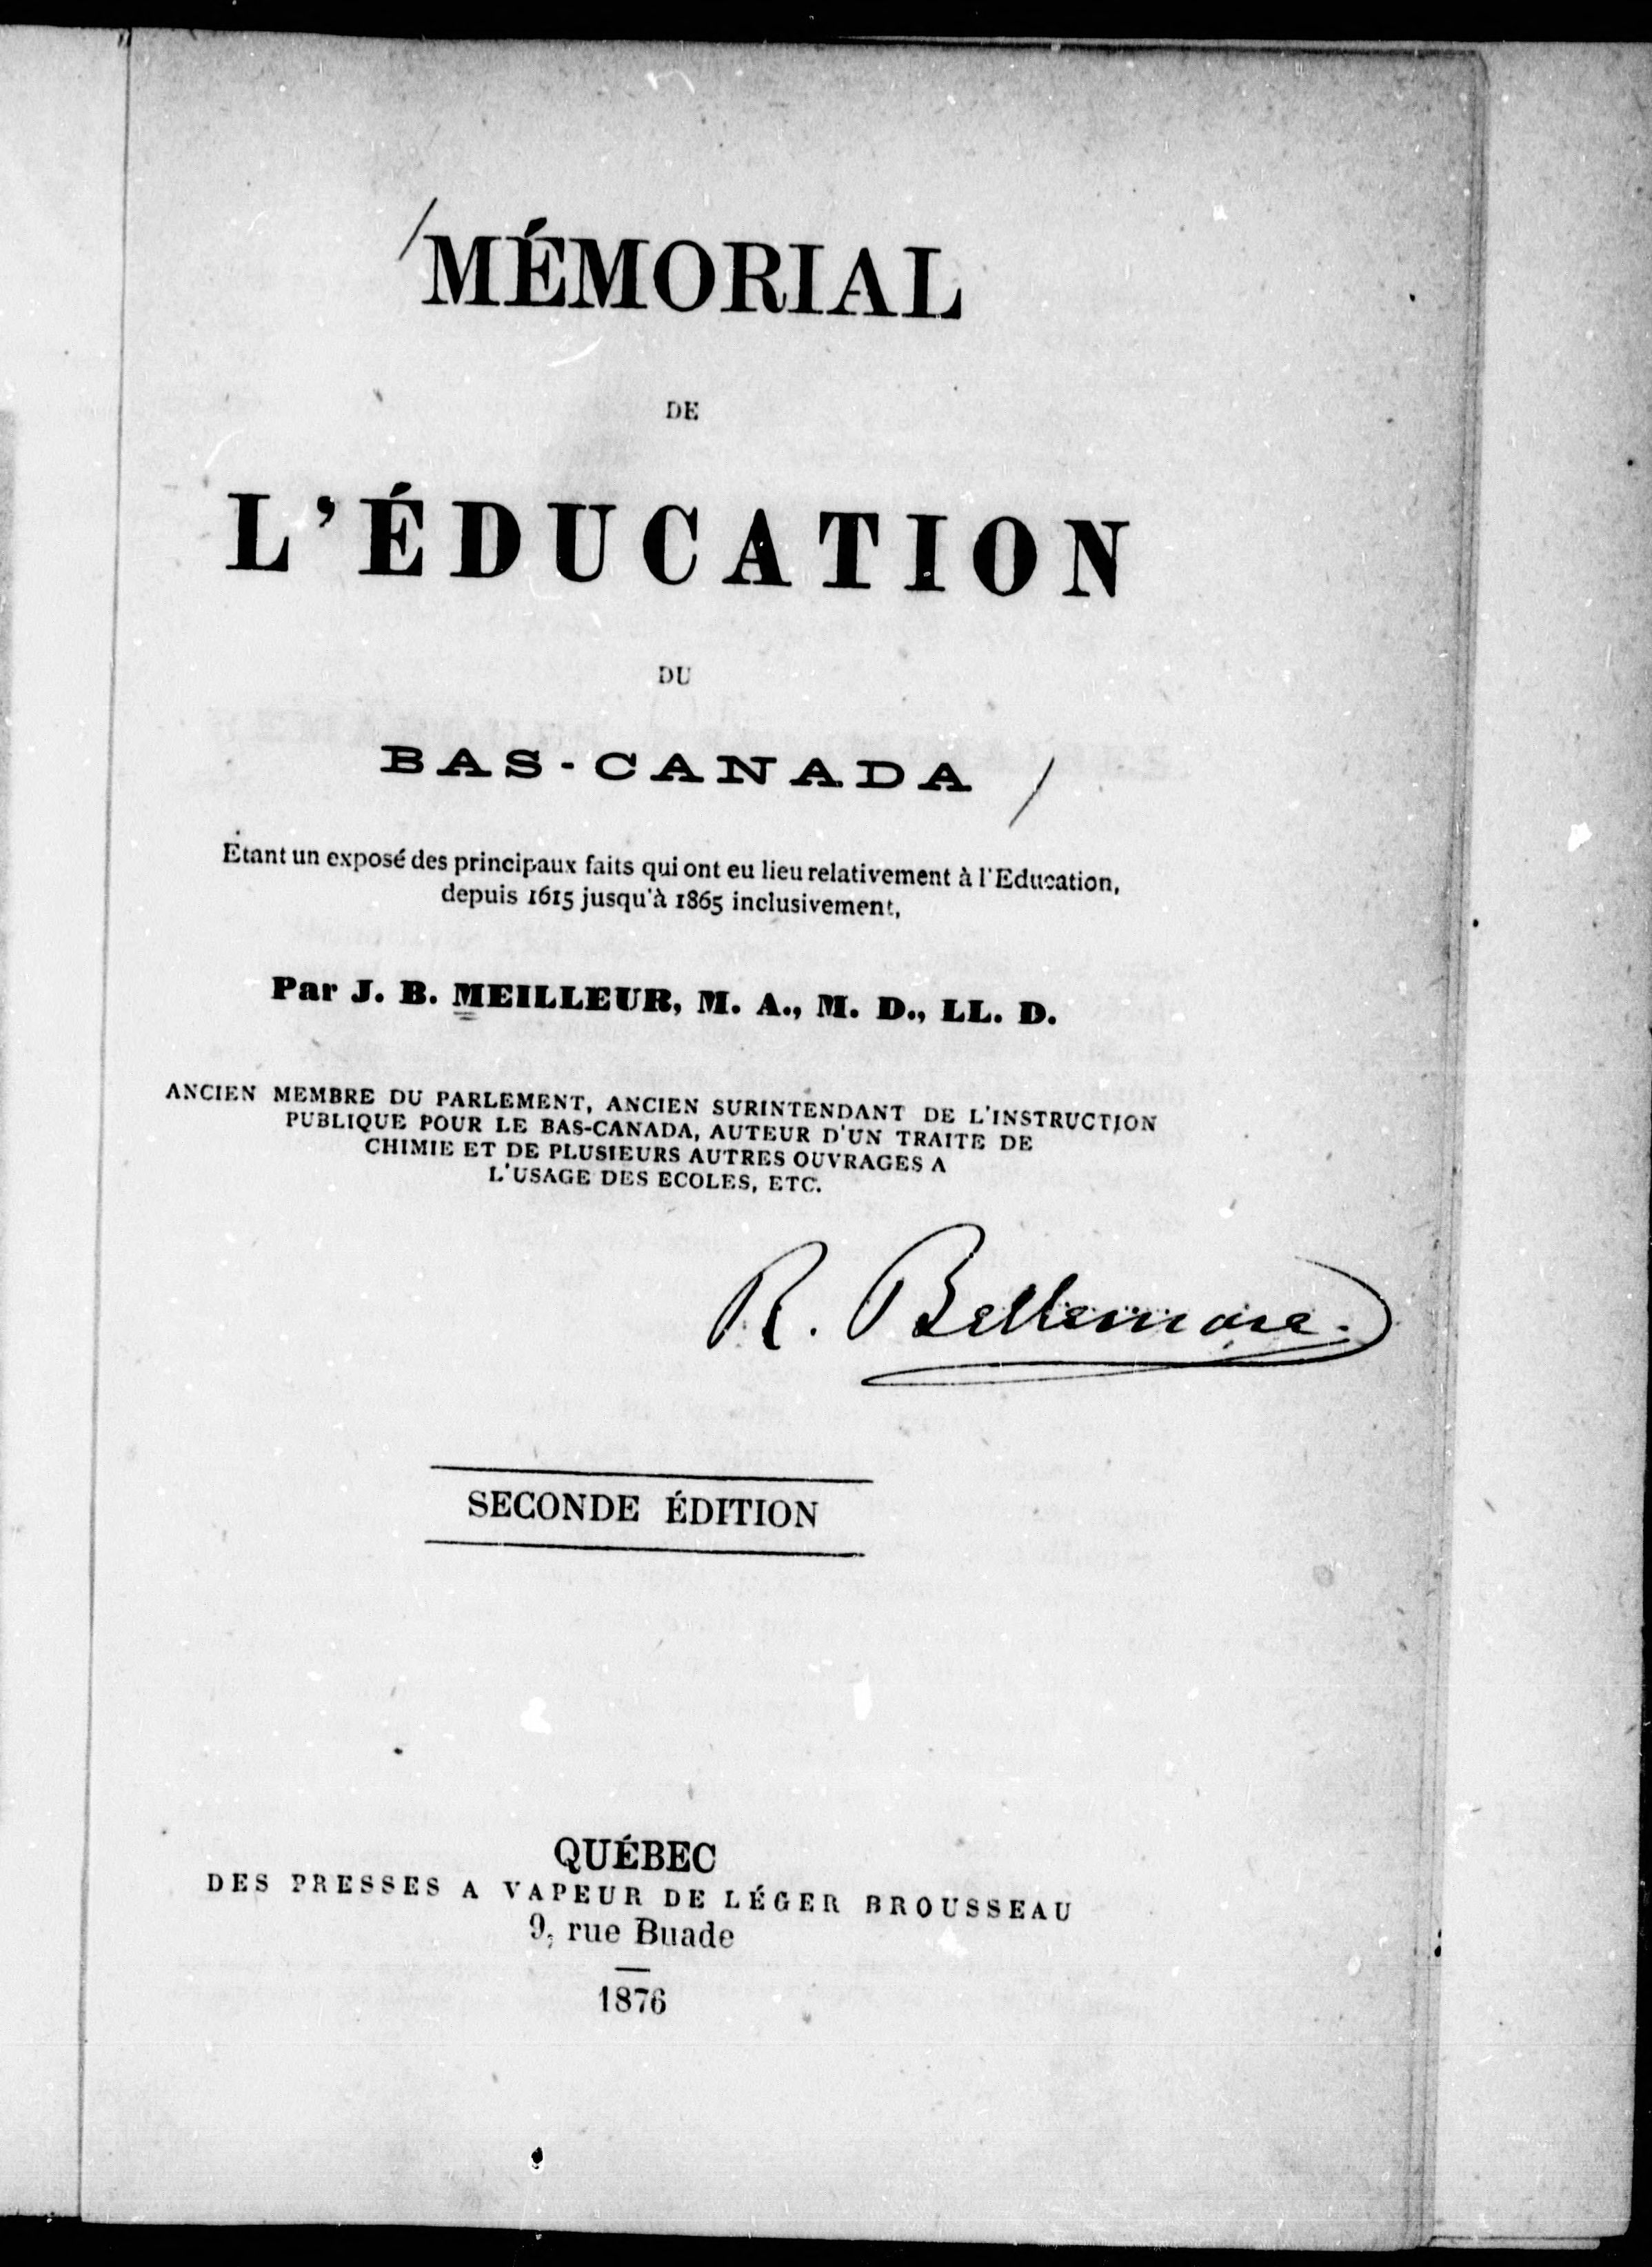 MÉMORIAL
DE
L'ÉDUCATION
DU
BAS-CANADA
Étant un exposé des principaux faits qui ont eu lieu relativement à l'Education,
depuis 1615 jusqu'à 1865 inclusivement,
Par J. B. MEILLEUR, M. A., M. D., LL. D.
ANCIEN MEMBRE DU PARLEMENT, ANCIEN SURINTENDANT DE L'INSTRUCTION
PUBLIQUE POUR LE BAS-CANADA, AUTEUR D'UN TRAITE DE
CHIMIE ET DE PLUSIEURS AUTRES OUVRAGES A
L'USAGE DES ECOLES, ETC.
R. Bellemare.
SECONDE ÉDITION
QUÉBEC
DES PRESSES A VAPEUR DE LÉGER BROUSSEAU
9, rue Buade
1876